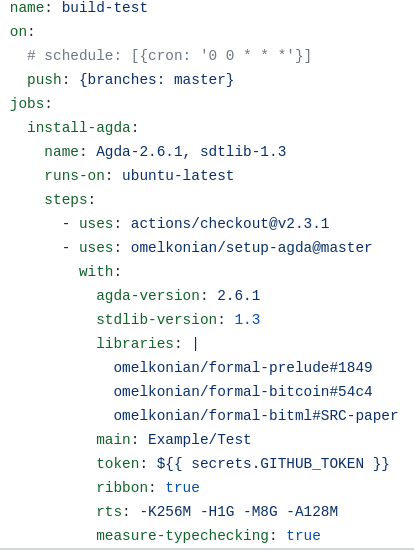 name: build-test
on:
  # schedule: [{cron: '0 0 * * *'}]
  push: {branches: master}
jobs:
  install-agda:
    name: Agda-2.6.1, sdtlib-1.3
    runs-on: ubuntu-latest
    steps:
      - uses: actions/checkout@v2.3.1
      - uses: omelkonian/setup-agda@master
        with:
          agda-version: 2.6.1
          stdlib-version: 1.3
          libraries: |
            omelkonian/formal-prelude#1849
            omelkonian/formal-bitcoin#54c4
            omelkonian/formal-bitml#SRC-paper
          main: Example/Test
          token: ${{ secrets.GITHUB_TOKEN }}
          ribbon: true
          rts: -K256M -H1G -M8G -A128M
          measure-typechecking: true